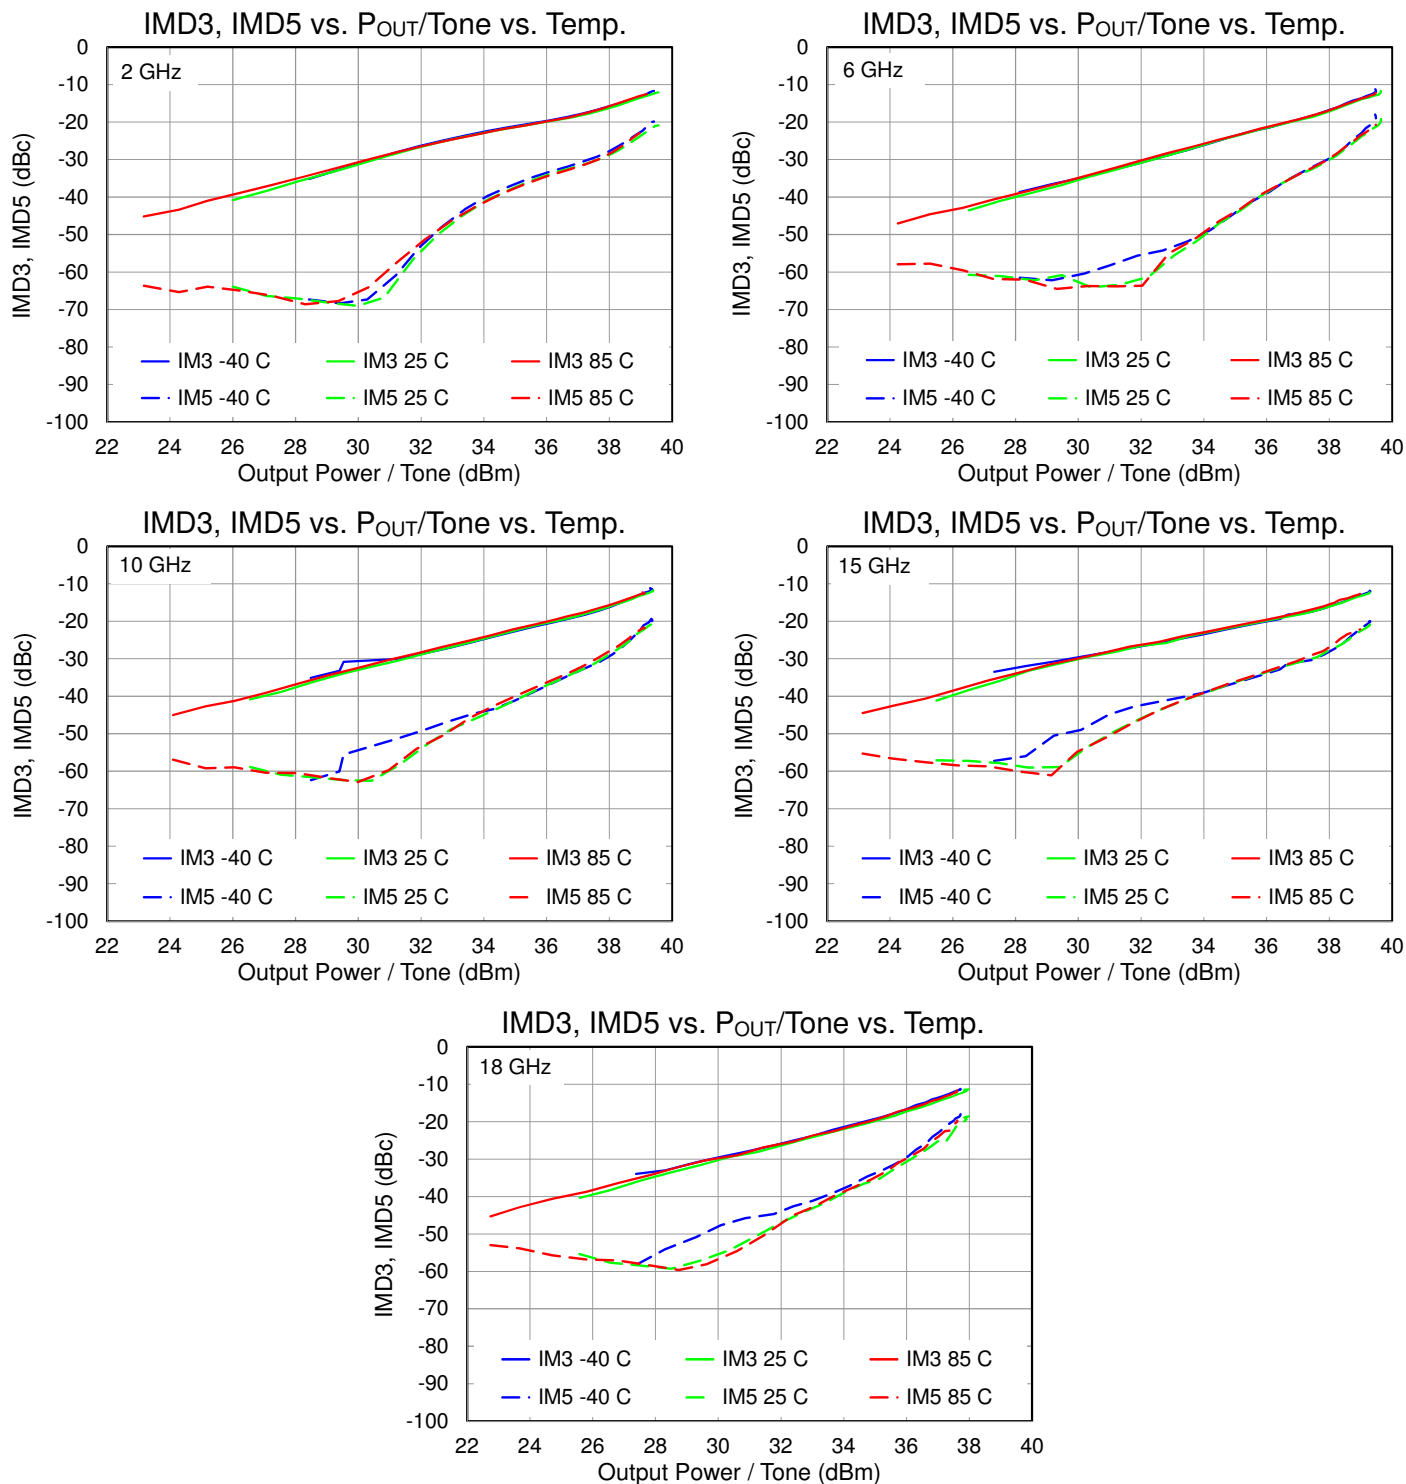 IMD3, IMD5 vs. POUT/Tone vs. Temp.
2 GHz
IMD3, IMD5 (dBc)
0
-10
-20
-30
-40
-50
-60
-70
-80
-90
-100
IM3 -40 C IM3 25 C IM3 85 C
IM5 -40 C IM5 25 C IM5 85 C
22 24 26 28 30 32 34 36 38 40
Output Power / Tone (dBm)
IMD3, IMD5 vs. POUT/Tone vs. Temp.
6 GHz
IMD3, IMD5 (dBc)
0
-10
-20
-30
-40
-50
-60
-70
-80
-90
-100
IM3 -40 C IM3 25 C IM3 85 C
IM5 -40 C IM5 25 C IM5 85 C
22 24 26 28 30 32 34 36 38 40
Output Power / Tone (dBm)
IMD3, IMD5 vs. POUT/Tone vs. Temp.
10 GHz
IMD3, IMD5 (dBc)
0
-10
-20
-30
-40
-50
-60
-70
-80
-90
-100
IM3 -40 C IM3 25 C IM3 85 C
IM5 -40 C IM5 25 C IM5 85 C
22 24 26 28 30 32 34 36 38 40
Output Power / Tone (dBm)
IMD3, IMD5 vs. POUT/Tone vs. Temp.
15 GHz
IMD3, IMD5 (dBc)
0
-10
-20
-30
-40
-50
-60
-70
-80
-90
-100
IM3 -40 C IM3 25 C IM3 85 C
IM5 -40 C IM5 25 C IM5 85 C
22 24 26 28 30 32 34 36 38 40
Output Power / Tone (dBm)
IMD3, IMD5 vs. POUT/Tone vs. Temp.
18 GHz
IMD3, IMD5 (dBc)
0
-10
-20
-30
-40
-50
-60
-70
-80
-90
-100
IM3 -40 C IM3 25 C IM3 85 C
IM5 -40 C IM5 25 C IM5 85 C
22 24 26 28 30 32 34 36 38 40
Output Power / Tone (dBm)